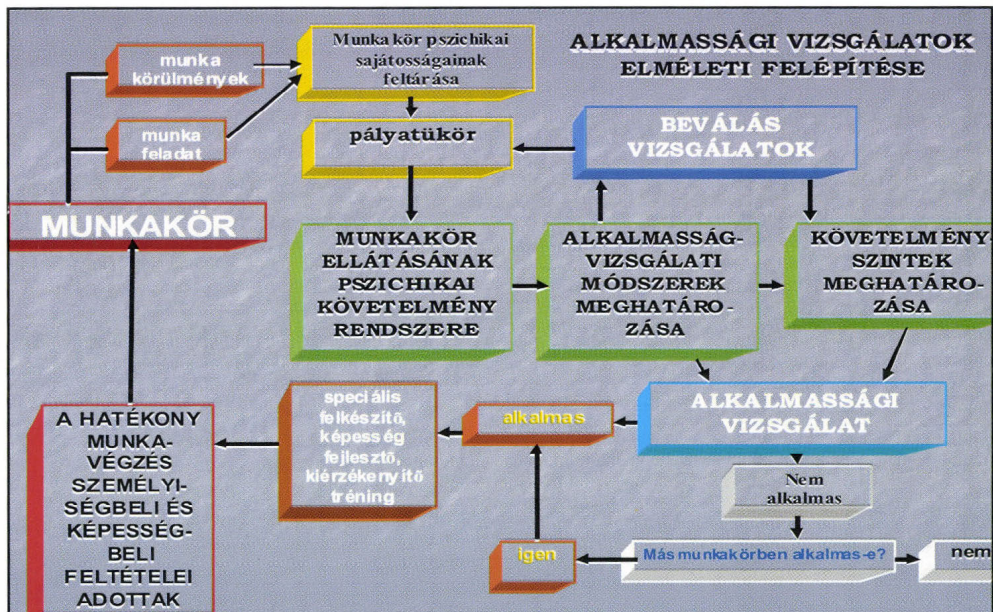 ALKALMASSÁGI VIZSGÁLATOK
ELMÉLETI FELÉPÍTÉSE
munka
körülmények
Munkakör pszichikai
sajátosságainak
feltárása
munka
feladat
pályatükör
BEVÁLÁS
VIZSGÁLATOK
MUNKAKÖR
MUNKAKÖR
ELLÁTÁSÁNAK
PSZICHIKAI
KÖVETELMÉNY
RENDSZERE
ALKALMASSÁG-
VIZSGÁLATI
MÓDSZEREK
MEGHATÁRO-
ZÁSA
KÖVETELMÉNY-
SZINTEK
MEGHATÁRO-
ZÁSA
ALKALMASSÁGI
VIZSGÁLAT
alkalmas
speciális
felkészítő,
képesség
fejlesztő,
kiérzékenyitő
tréning
A HATÉKONY
MUNKA-
VÉGZÉS
SZEMÉLYI-
SÉGBELI ÉS
KÉPESSÉG-
BELI
FELTÉTELEI
ADOTTAK
Nem
alkalmas
Más munkakörben alkalmas-e?
igen
nem